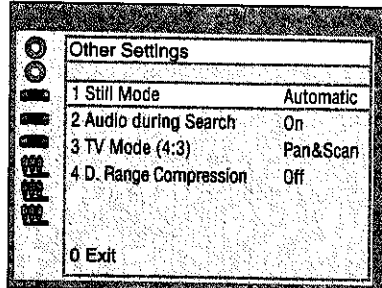 Other Settings
1 Still Mode Automatic
2 Audio during Search On
3 TV Mode (4:3) Pan&Scan
4 D. Range Compression Off
0 Exit